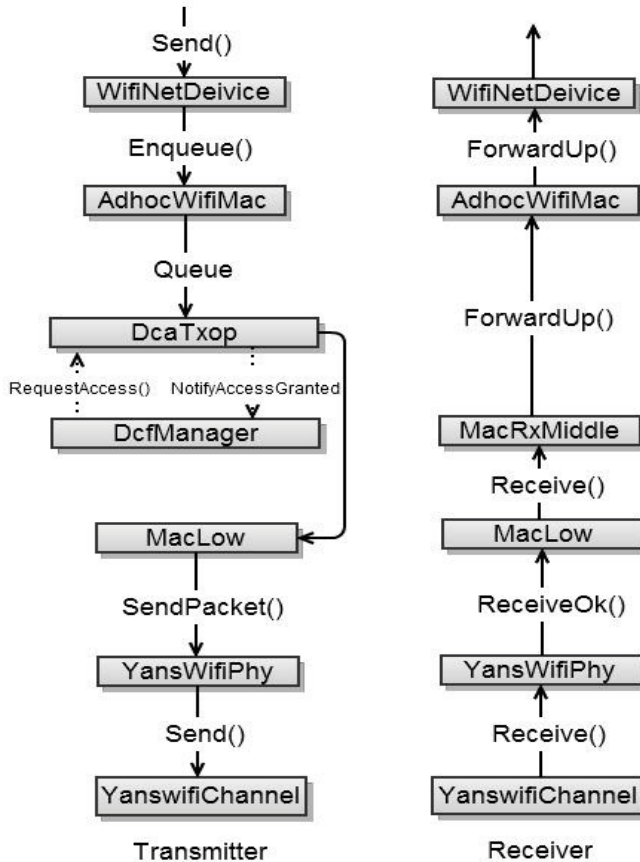 Send()
WifiNetDeivice
Enqueue()
AdhocWifiMac
Queue
DcaTxop
RequestAccess()
NotifyAccessGranted
DcfManager
MacLow
SendPacket()
YansWifiPhy
Send()
YanswifiChannel
Transmitter
WifiNetDeivice
ForwardUp()
AdhocWifiMac
ForwardUp()
MacRxMiddle
Receive()
MacLow
ReceiveOk()
YansWifiPhy
Receive()
YanswifiChannel
Receiver